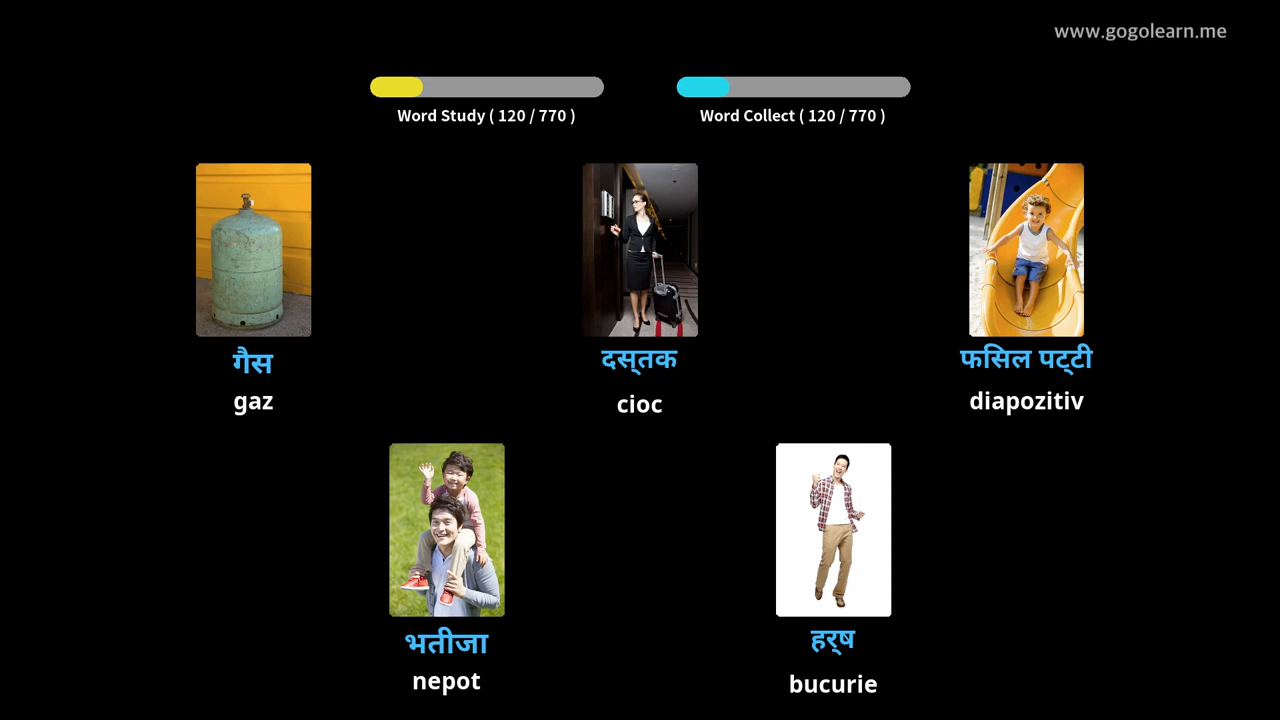 www.gogolearn.me
Word Study ( 120 / 770 )
Word Collect ( 120 / 770 )
गैस
दस्‌तक
फसिल पट्‌टी
gaz
cioc
diapozitiv
भतीजा
हर्‌ष
nepot
bucurie